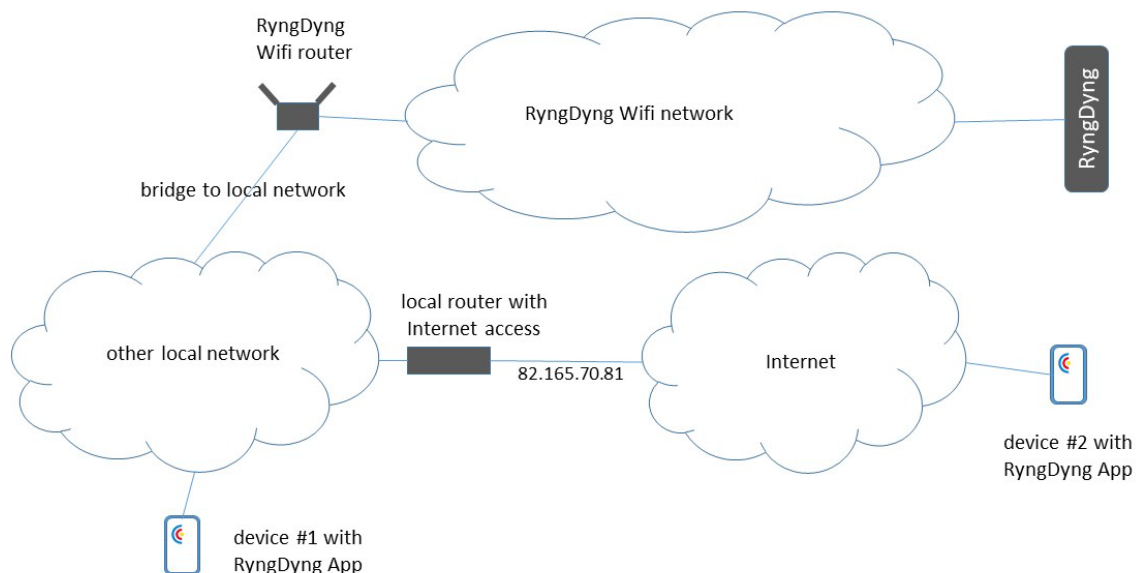 RyngDyng
Wifi router
RyngDyng Wifi network
RyngDyng
bridge to local network
local router with
Internet access
other local network
82.165.70.81
Internet
device #2 with
RyngDyng App
device #1 with
RyngDyng App